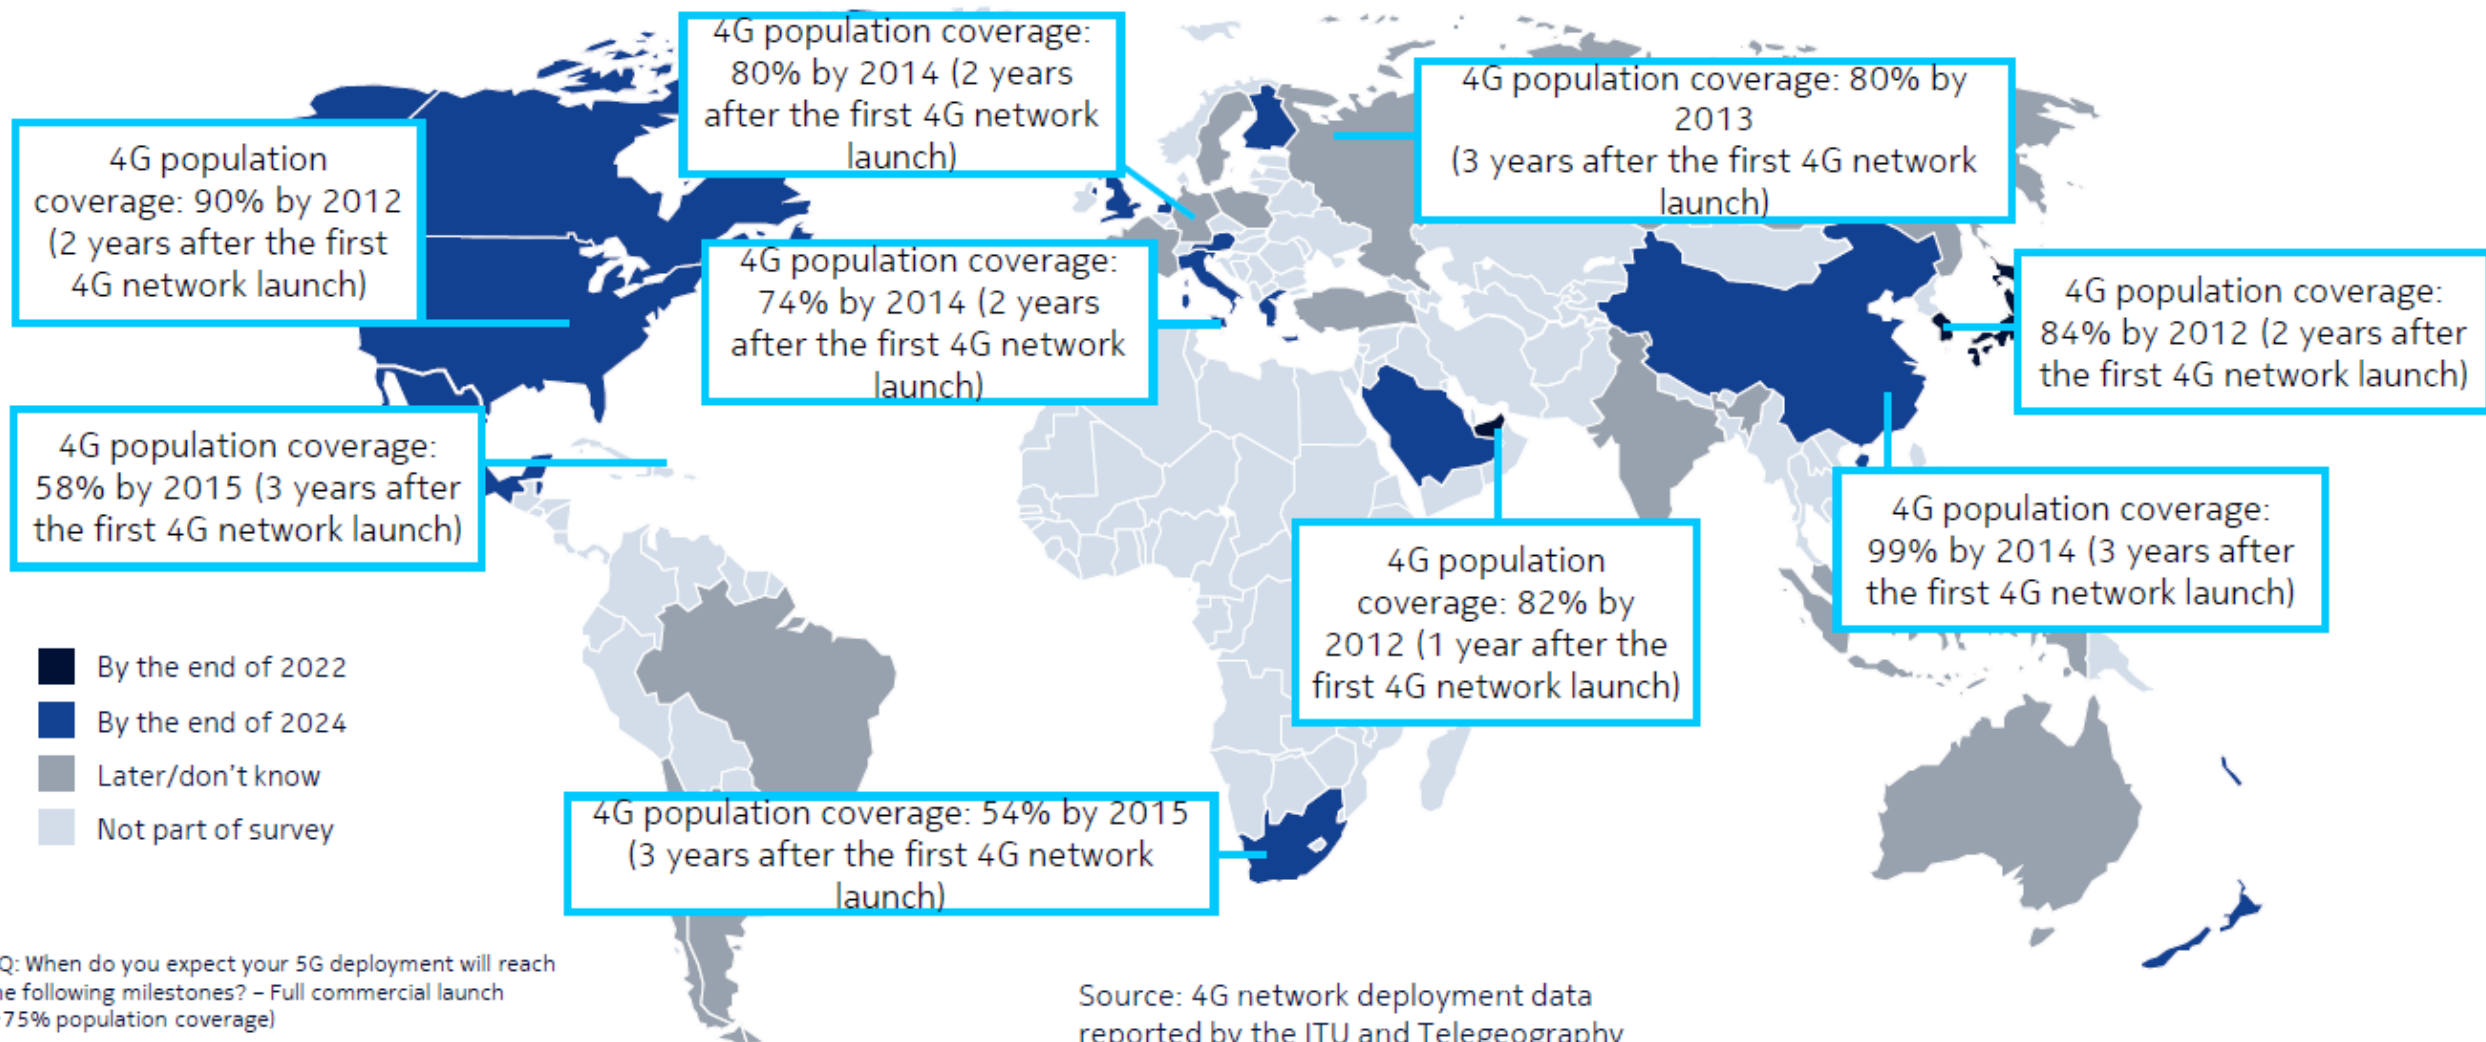 4G population coverage:
80% by 2014 (2 years
after the first 4G network
launch)
4G population coverage: 80% by
2013
(3 years after the first 4G network
launch)
4G population
coverage: 90% by 2012
(2 years after the first
4G network launch)
4G population coverage:
74% by 2014 (2 years
after the first 4G network
launch)
4G population coverage:
84% by 2012 (2 years after
the first 4G network launch)
4G population coverage:
58% by 2015 (3 years after
the first 4G network launch)
4G population coverage:
99% by 2014 (3 years after
the first 4G network launch)
4G population
coverage: 82% by
2012 (1 year after the
first 4G network launch)
By the end of 2022
By the end of 2024
Later/don't know
Not part of survey
4G population coverage: 54% by 2015
(3 years after the first 4G network
launch)
Q: When do you expect your 5G deployment will reach
he following milestones? – Full commercial launch
75% population coverage)
Source: 4G network deployment data
reported by the ITU and Telegeography